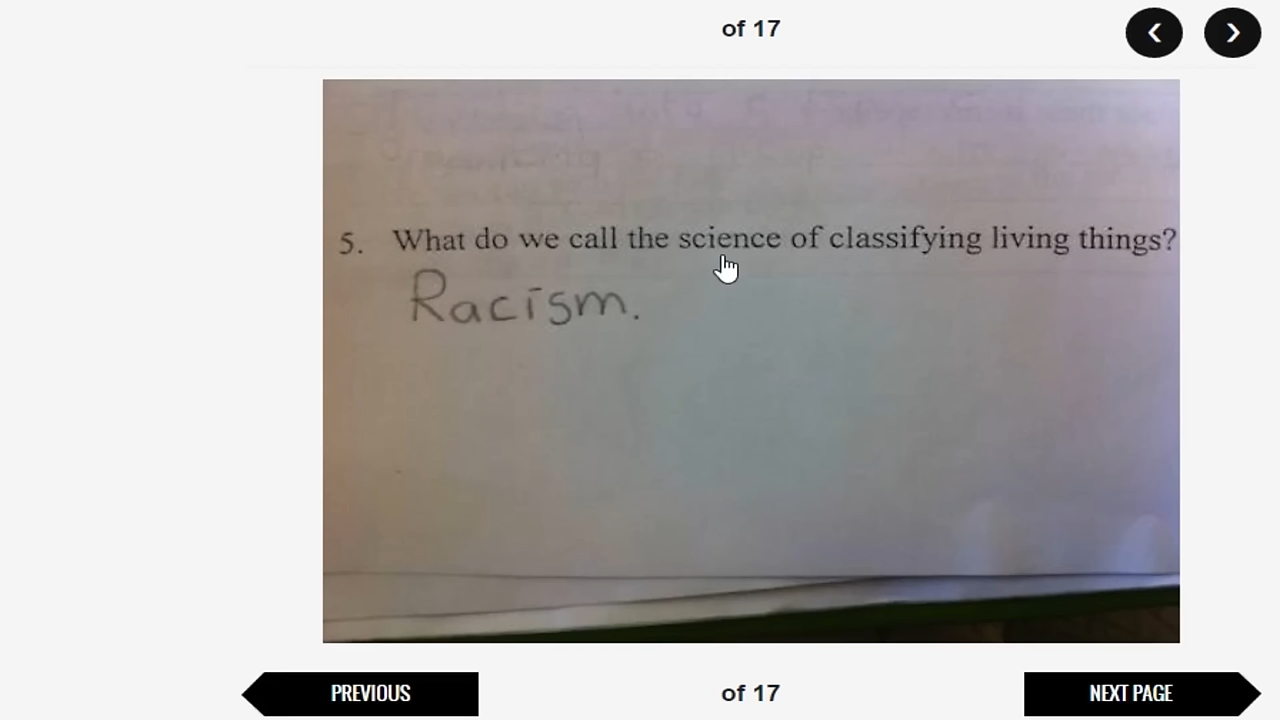 of 17
5. What do we call the science of classifying living things?
Racism.
PREVIOUS
of 17
NEXT PAGE